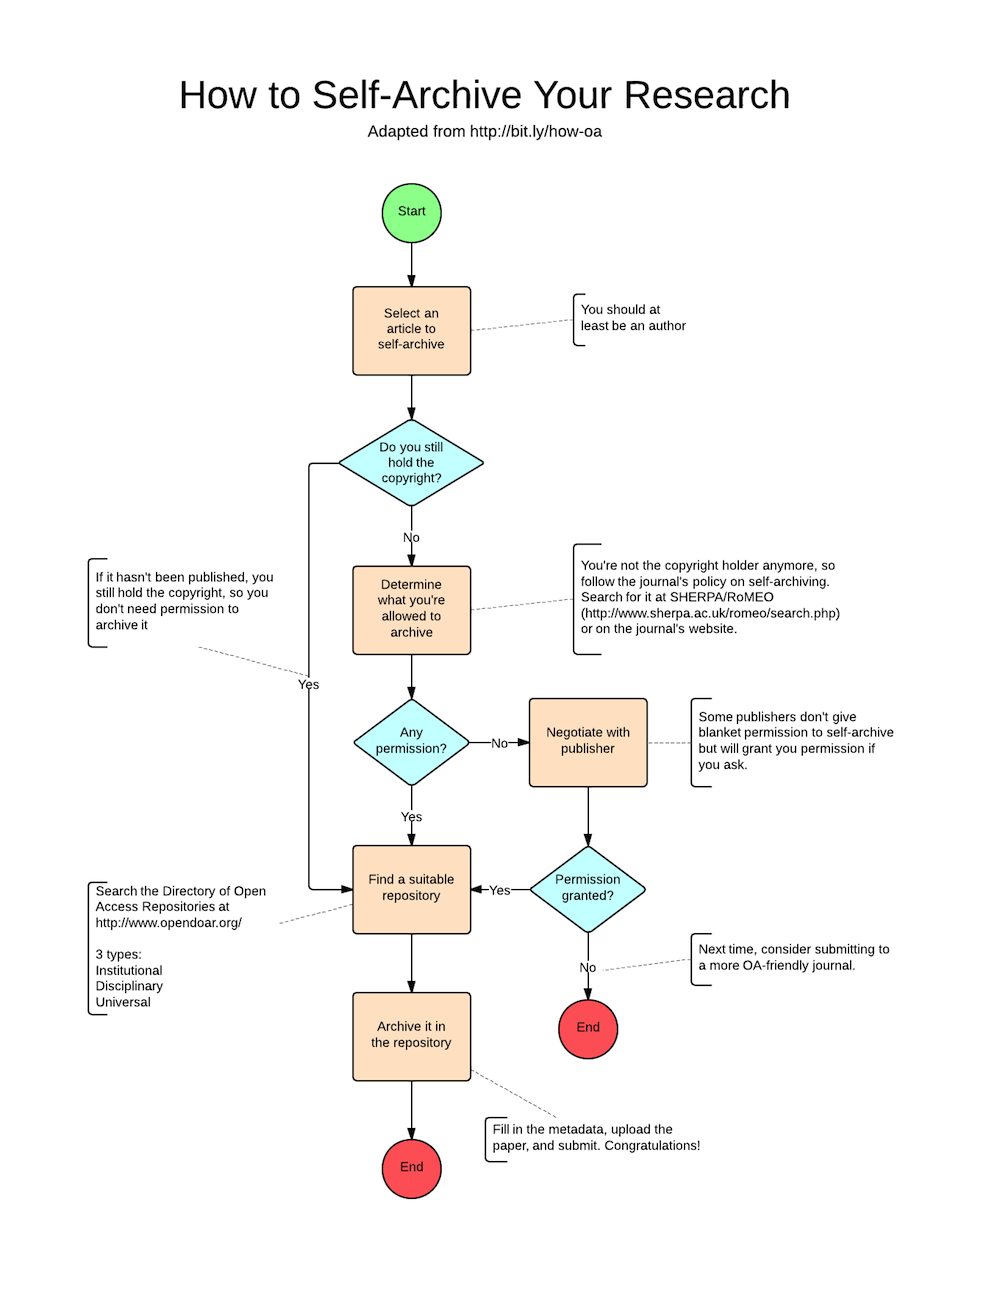 How to Self-Archive Your Research
Adapted from http://bit.ly/how-oa
Start
Select an
article to
self-archive
You should at
least be an author
Do you still
hold the
copyright?
No
If it hasn't been published, you
still hold the copyright, so you
don't need permission to
archive it
Yes
Determine
what you're
allowed to
archive
You're not the copyright holder anymore, so
follow the journal's policy on self-archiving.
Search for it at SHERPA/RoMEO
(http://www.sherpa.ac.uk/romeo/search.php)
or on the journal's website.
Any
permission?
No
Negotiate with
publisher
Some publishers don't give
blanket permission to self-archive
but will grant you permission if
you ask.
Yes
Find a suitable
repository
Yes
Permission
granted?
Search the Directory of Open
Access Repositories at
http://www.opendoar.org/
3 types:
Institutional
Disciplinary
Universal
No
Next time, consider submitting to
a more OA-friendly journal.
End
Archive it in
the repository
Fill in the metadata, upload the
paper, and submit. Congratulations!
End